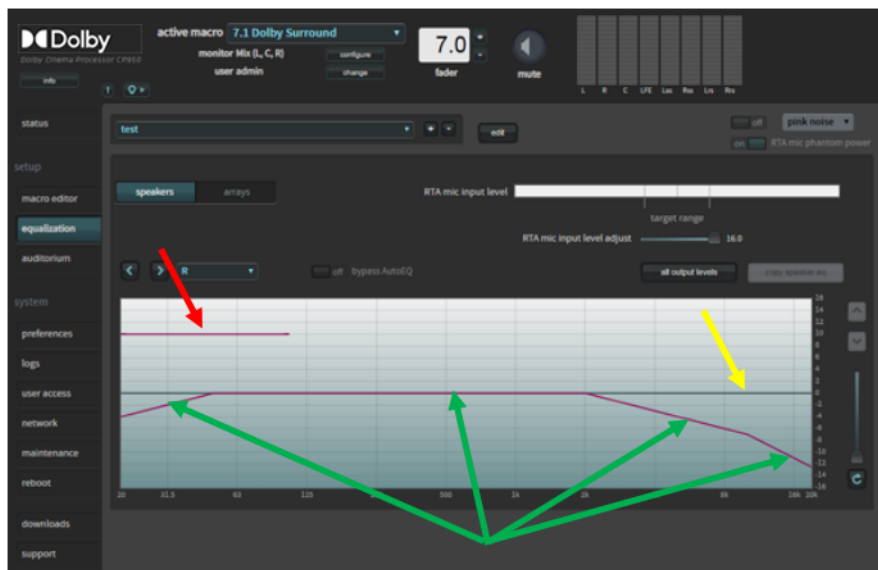 Dolby
Dolby Cinema Processor CP950
info
active macro 7.1 Dolby Surround
monitor Mix (L, C, R) configure
user admin change
7.0
+
-
fader
mute
L R C LFE Lss Rss Lrs Rrs
status
setup
macro editor
equalization
auditorium
system
preferences
logs
user access
network
maintenance
reboot
downloads
support
test
+ -
edit
off pink noise
on RTA mic phantom power
speakers arrays
RTA mic input level
target range
RTA mic input level adjust 16.0
R
off bypass AutoEQ
all output levels
copy speaker eq
16
14
12
10
8
6
4
2
0
-2
-4
-6
-8
-10
-12
-14
-16
20 31.5 63 125 500 1k 2k 8k 16k 20k